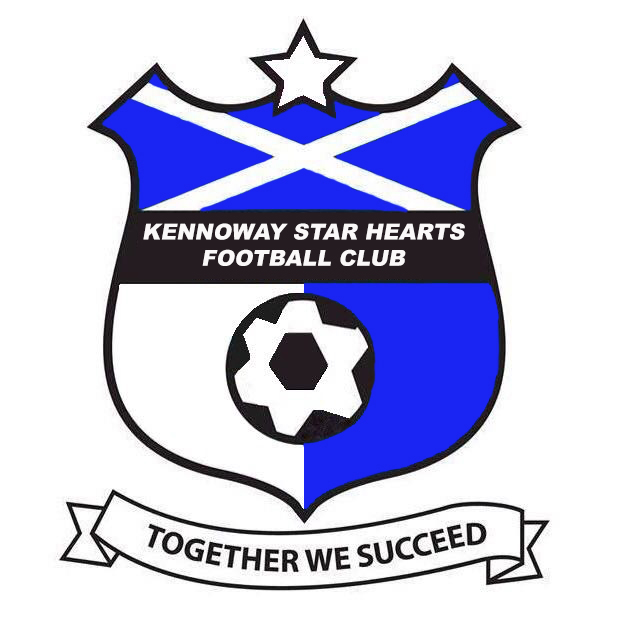 KENNOWAY STAR HEARTS
FOOTBALL CLUB
TOGETHER WE SUCCEED